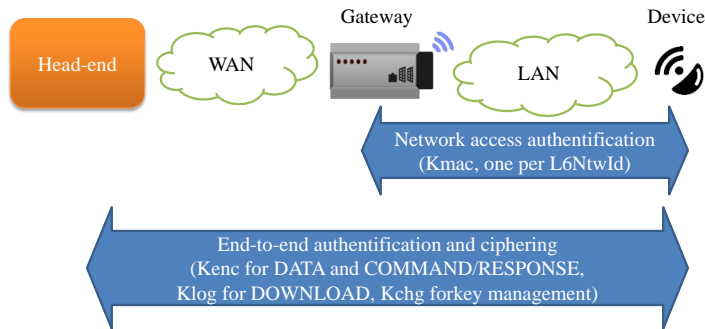 Gateway
Device
Head-end
WAN
LAN
Network access authentification
(Kmac, one per L6NtwId)
End-to-end authentification and ciphering
(Kenc for DATA and COMMAND/RESPONSE,
Klog for DOWNLOAD, Kchg forkey management)